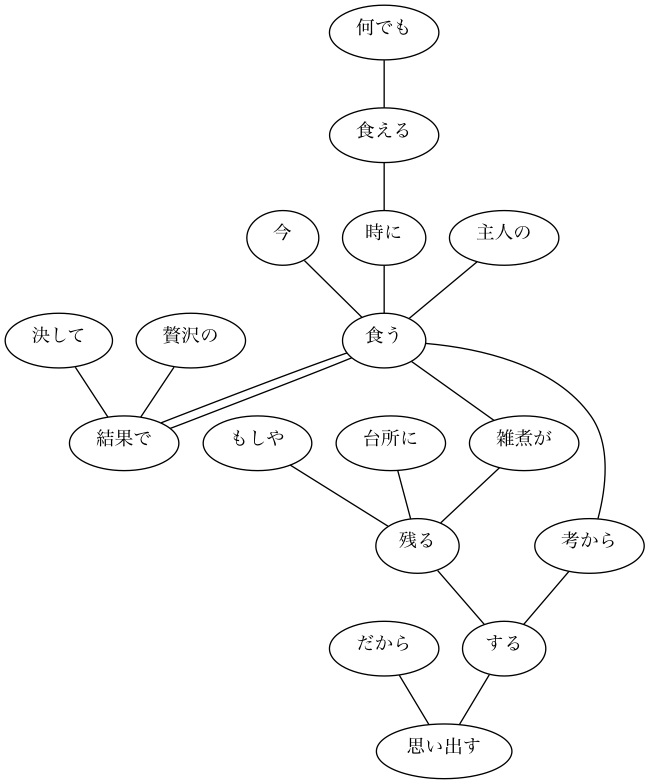 何でも
食える
今
時に
主人の
決して
贅沢の
食う
結果で
もしや
台所に
雑煮が
残る
考から
だから
する
思い出す